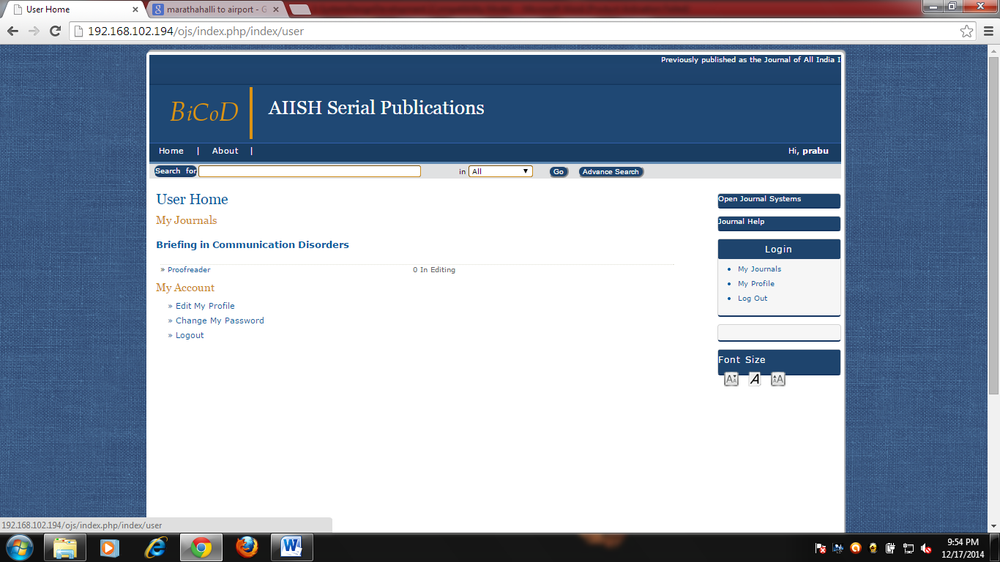 User Home
marathahalli to airport - G
192.168.102.194/ojs/index.php/index/user
Previously published as the Journal of All India I
BiCoD
AIISH Serial Publications
Home | About |
Hi, prabu
Search for in All ▼ Go Advance Search
User Home
My Journals
Briefing in Communication Disorders
» Proofreader 0 In Editing
My Account
» Edit My Profile
» Change My Password
» Logout
Open Journal Systems
Journal Help
Login
• My Journals
• My Profile
• Log Out
Font Size
A A A
192.168.102.194/ojs/index.php/index/user
9:54 PM
12/17/2014